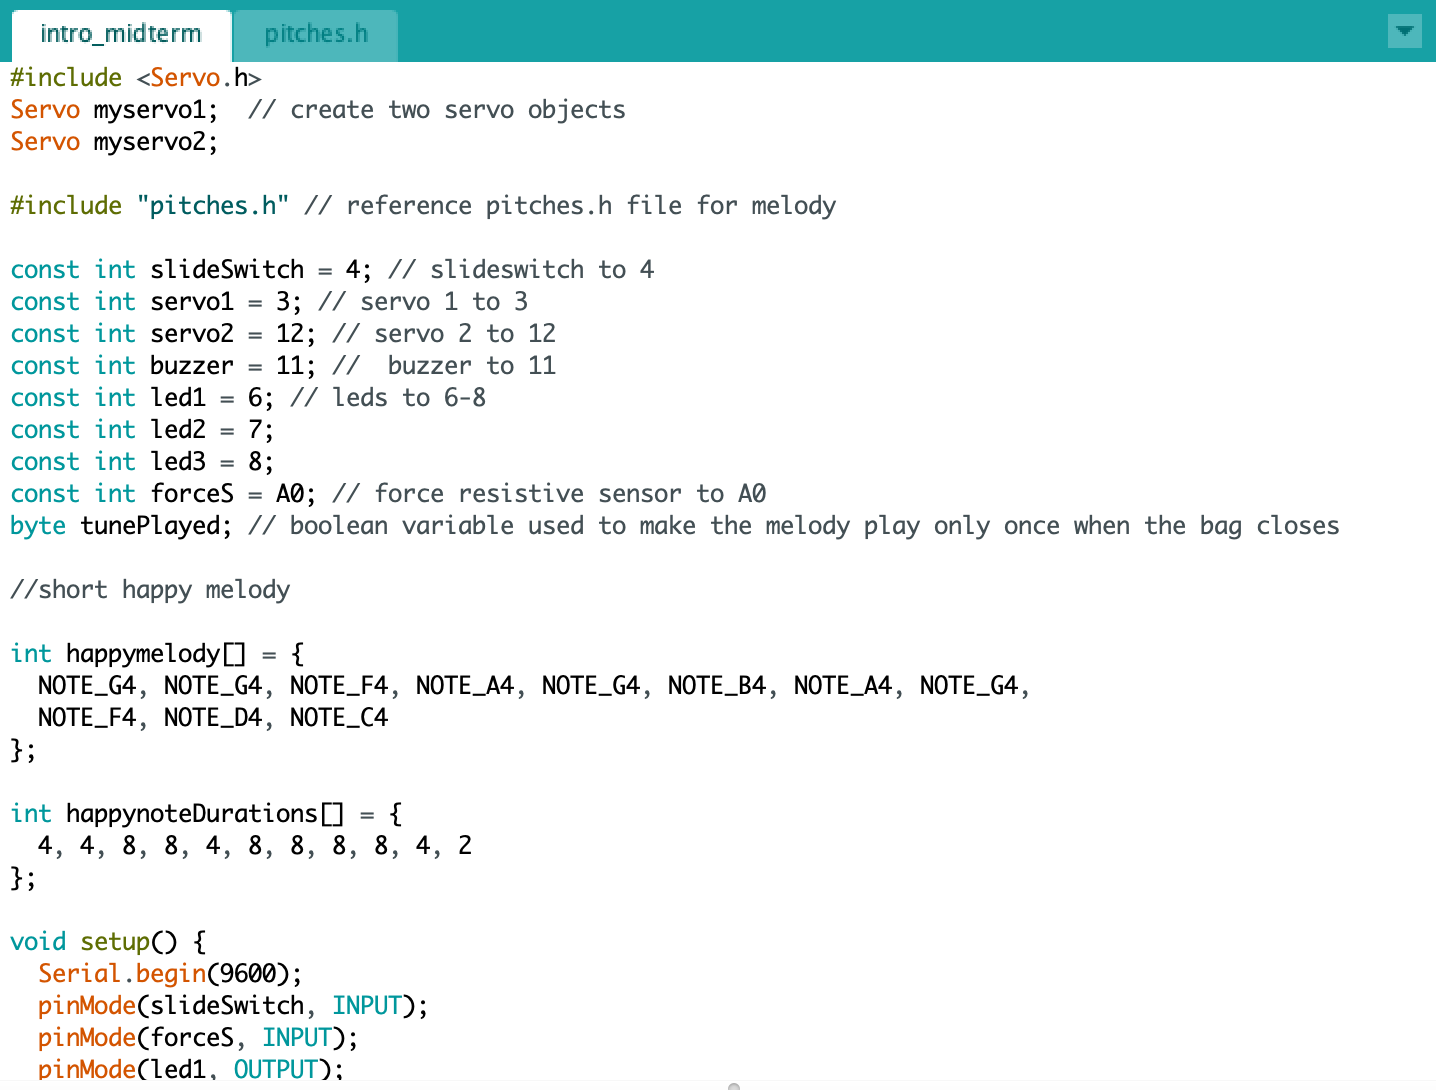 intro_midterm pitches.h
#include <Servo.h>
Servo myservo1;  // create two servo objects
Servo myservo2;

#include "pitches.h" // reference pitches.h file for melody

const int slideSwitch = 4; // slideswitch to 4
const int servo1 = 3; // servo 1 to 3
const int servo2 = 12; // servo 2 to 12
const int buzzer = 11; //  buzzer to 11
const int led1 = 6; // leds to 6-8
const int led2 = 7;
const int led3 = 8;
const int forceS = A0; // force resistive sensor to A0
byte tunePlayed; // boolean variable used to make the melody play only once when the bag closes

//short happy melody

int happymelody[] = {
  NOTE_G4, NOTE_G4, NOTE_F4, NOTE_A4, NOTE_G4, NOTE_B4, NOTE_A4, NOTE_G4,
  NOTE_F4, NOTE_D4, NOTE_C4
};

int happynoteDurations[] = {
  4, 4, 8, 8, 4, 8, 8, 8, 8, 4, 2
};

void setup() {
  Serial.begin(9600);
  pinMode(slideSwitch, INPUT);
  pinMode(forceS, INPUT);
  pinMode(led1, OUTPUT);